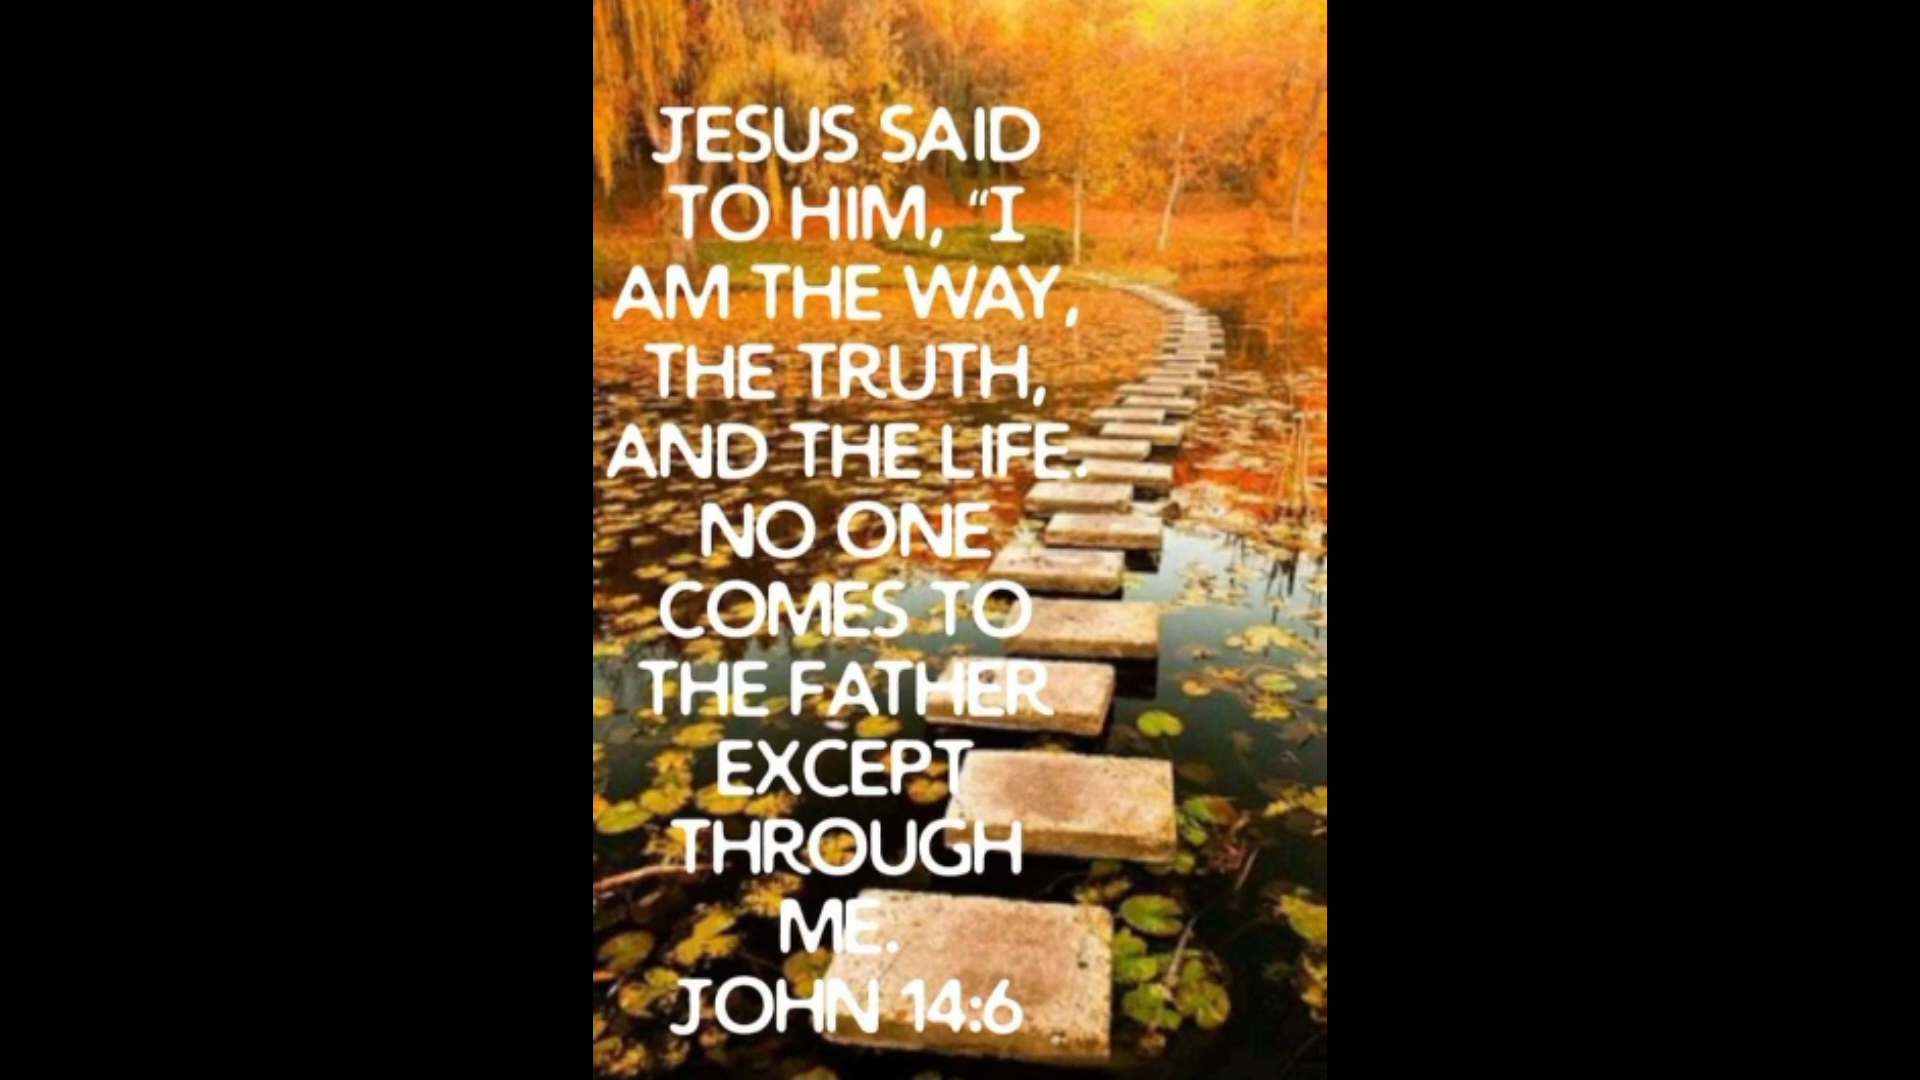 JESUS SAID
TO HIM, “I
AM THE WAY,
THE TRUTH,
AND THE LIFE.
NO ONE
COMES TO
THE FATHER
EXCEPT
THROUGH
ME.
JOHN 14:6